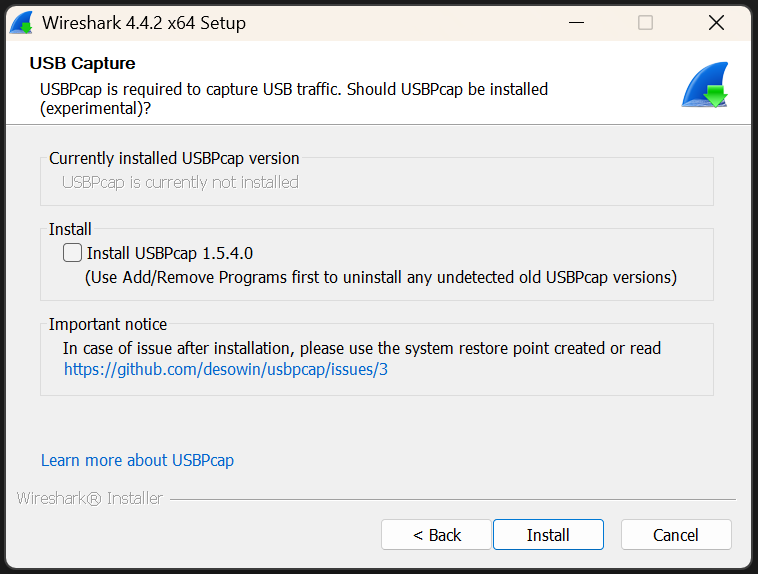 Wireshark 4.4.2 x64 Setup
USB Capture
USBPcap is required to capture USB traffic. Should USBPcap be installed
(experimental)?
Currently installed USBPcap version
USBPcap is currently not installed
Install
Install USBPcap 1.5.4.0
(Use Add/Remove Programs first to uninstall any undetected old USBPcap versions)
Important notice
In case of issue after installation, please use the system restore point created or read
https://github.com/desowin/usbpcap/issues/3
Learn more about USBPcap
Wireshark® Installer
< Back
Install
Cancel